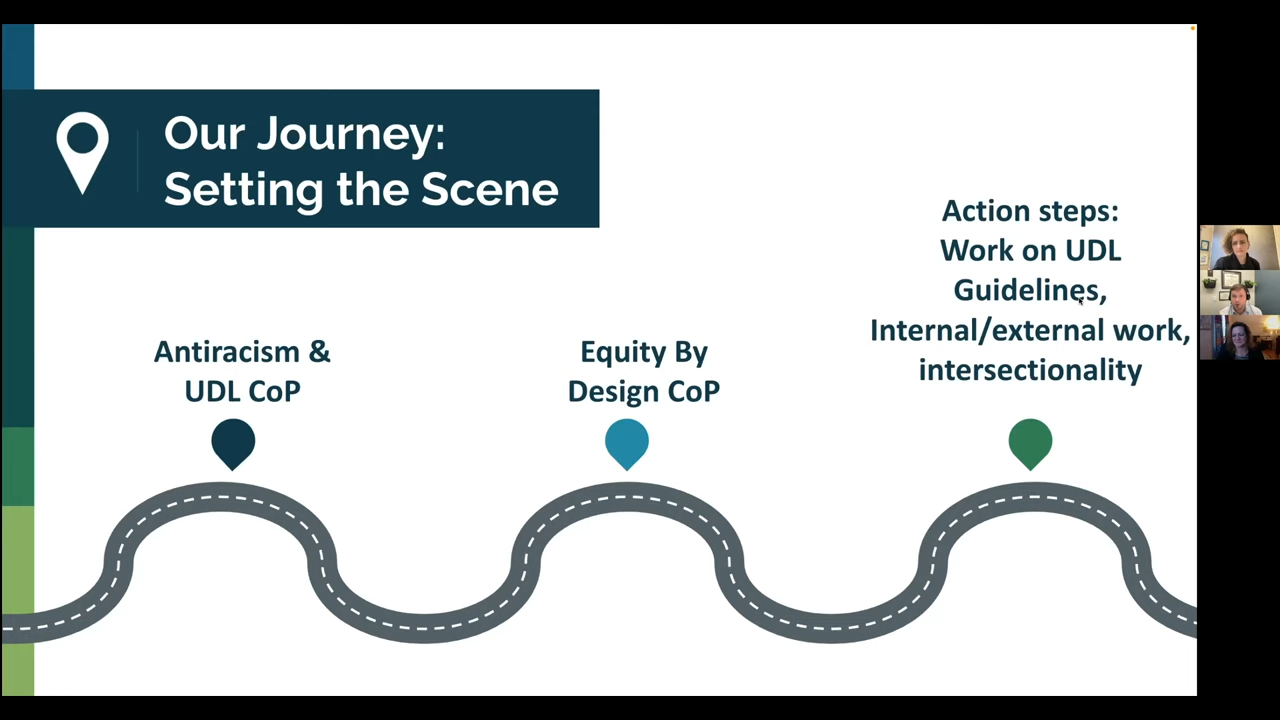 Our Journey:
Setting the Scene
Antiracism &
UDL CoP
Equity By
Design CoP
Action steps:
Work on UDL
Guidelines,
Internal/external work,
intersectionality